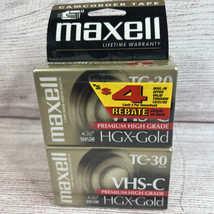 CAMCORDER TAPE
maxell
LIFETIME WARRANTY
TC-30
$4
REBATE
PREMIUM HIGH GRADE
HGX-Gold
maxell
TC-30
VHS-C
PREMIUM HIGH GRADE
HGX-Gold
maxell